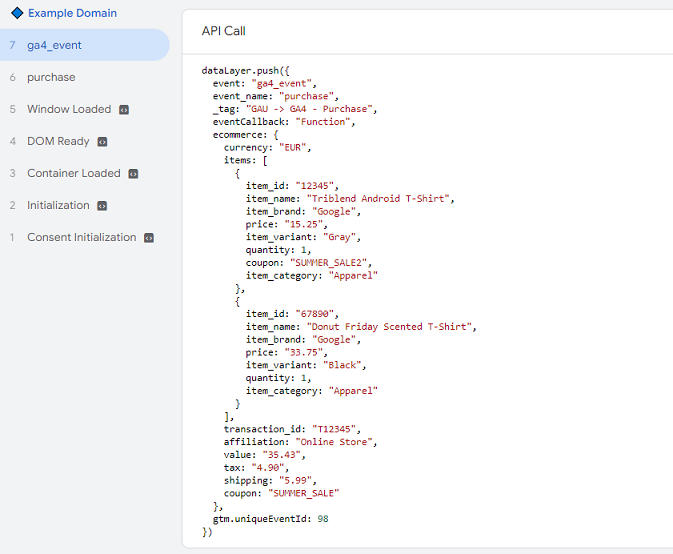 Example Domain
7 ga4_event
6 purchase
5 Window Loaded
4 DOM Ready
3 Container Loaded
2 Initialization
1 Consent Initialization
API Call
dataLayer.push({
  event: "ga4_event",
  event_name: "purchase",
  _tag: "GAU -> GA4 - Purchase",
  eventCallback: "Function",
  ecommerce: {
    currency: "EUR",
    items: [
      {
        item_id: "12345",
        item_name: "Triblend Android T-Shirt",
        item_brand: "Google",
        price: "15.25",
        item_variant: "Gray",
        quantity: 1,
        coupon: "SUMMER_SALE2",
        item_category: "Apparel"
      },
      {
        item_id: "67890",
        item_name: "Donut Friday Scented T-Shirt",
        item_brand: "Google",
        price: "33.75",
        item_variant: "Black",
        quantity: 1,
        item_category: "Apparel"
      }
    ],
    transaction_id: "T12345",
    affiliation: "Online Store",
    value: "35.43",
    tax: "4.90",
    shipping: "5.99",
    coupon: "SUMMER_SALE"
  },
  gtm.uniqueEventId: 98
})